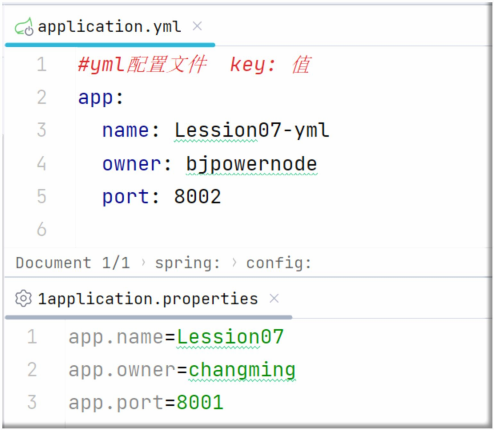 application.yml ×
1 #yml配置文件 key: 值
2 app:
3 name: Lession07-yml
4 owner: bjpowernode
5 port: 8002
6
Document 1/1 › spring: › config:
1application.properties ×
1 app.name=Lession07
2 app.owner=changming
3 app.port=8001